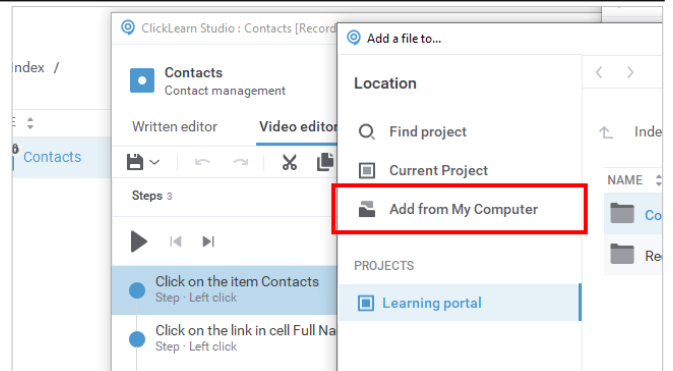 ClickLearn Studio : Contacts [Record
Add a file to...
Index /
Contacts
Contact management
Location
Written editor
Video editor
Find project
Inde
Contacts
Current Project
NAME
Steps 3
Add from My Computer
Co
Re
PROJECTS
Click on the item Contacts
Step · Left click
Learning portal
Click on the link in cell Full Na
Step · Left click